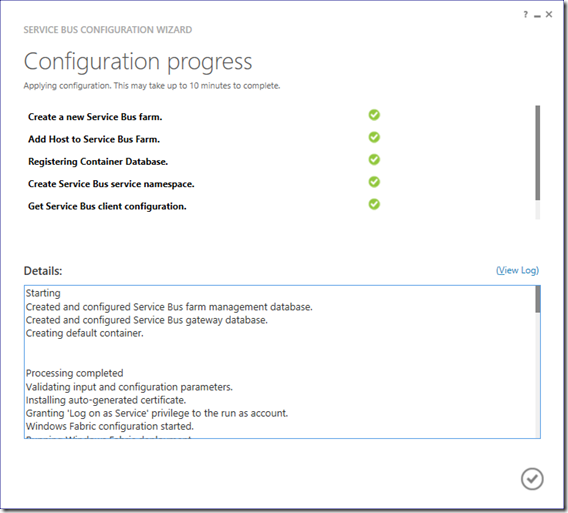 ?
SERVICE BUS CONFIGURATION WIZARD
Configuration progress
Applying configuration. This may take up to 10 minutes to complete.
Create a new Service Bus farm.
Add Host to Service Bus Farm.
Registering Container Database.
Create Service Bus service namespace.
Get Service Bus client configuration.
Details:
(View Log)
Starting
Created and configured Service Bus farm management database.
Created and configured Service Bus gateway database.
Creating default container.
Processing completed
Validating input and configuration parameters.
Installing auto-generated certificate.
Granting 'Log on as Service' privilege to the run as account.
Windows Fabric configuration started.
Running Windows Fabric deployment